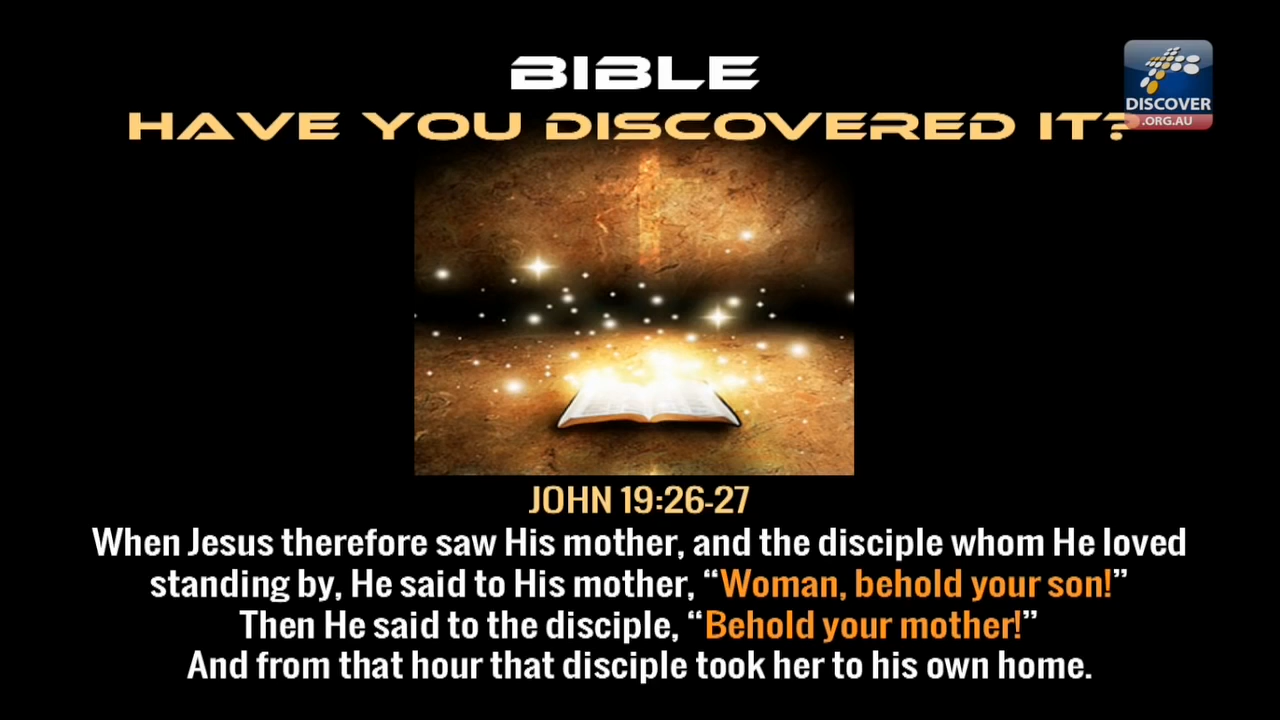 BIBLE
HAVE YOU DISCOVERED IT?
DISCOVER
.ORG.AU
JOHN 19:26-27
When Jesus therefore saw His mother, and the disciple whom He loved
standing by, He said to His mother, “Woman, behold your son!”
Then He said to the disciple, “Behold your mother!”
And from that hour that disciple took her to his own home.